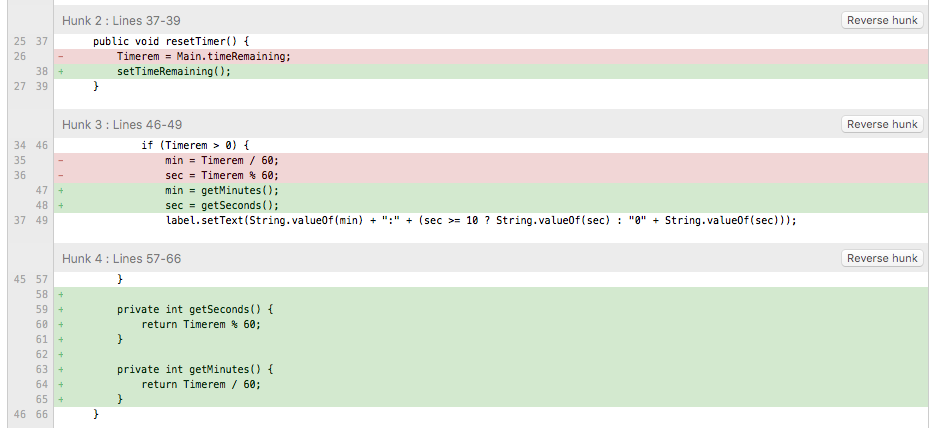 Hunk 2 : Lines 37-39
Reverse hunk
25 37 public void resetTimer() {
26 - Timerem = Main.timeRemaining;
38 + setTimeRemaining();
27 39 }
Hunk 3 : Lines 46-49
Reverse hunk
34 46 if (Timerem > 0) {
35 - min = Timerem / 60;
36 - sec = Timerem % 60;
47 + min = getMinutes();
48 + sec = getSeconds();
37 49 label.setText(String.valueOf(min) + ":" + (sec >= 10 ? String.valueOf(sec) : "0" + String.valueOf(sec)));
Hunk 4 : Lines 57-66
Reverse hunk
45 57 }
58 +
59 + private int getSeconds() {
60 + return Timerem % 60;
61 + }
62 +
63 + private int getMinutes() {
64 + return Timerem / 60;
65 + }
46 66 }